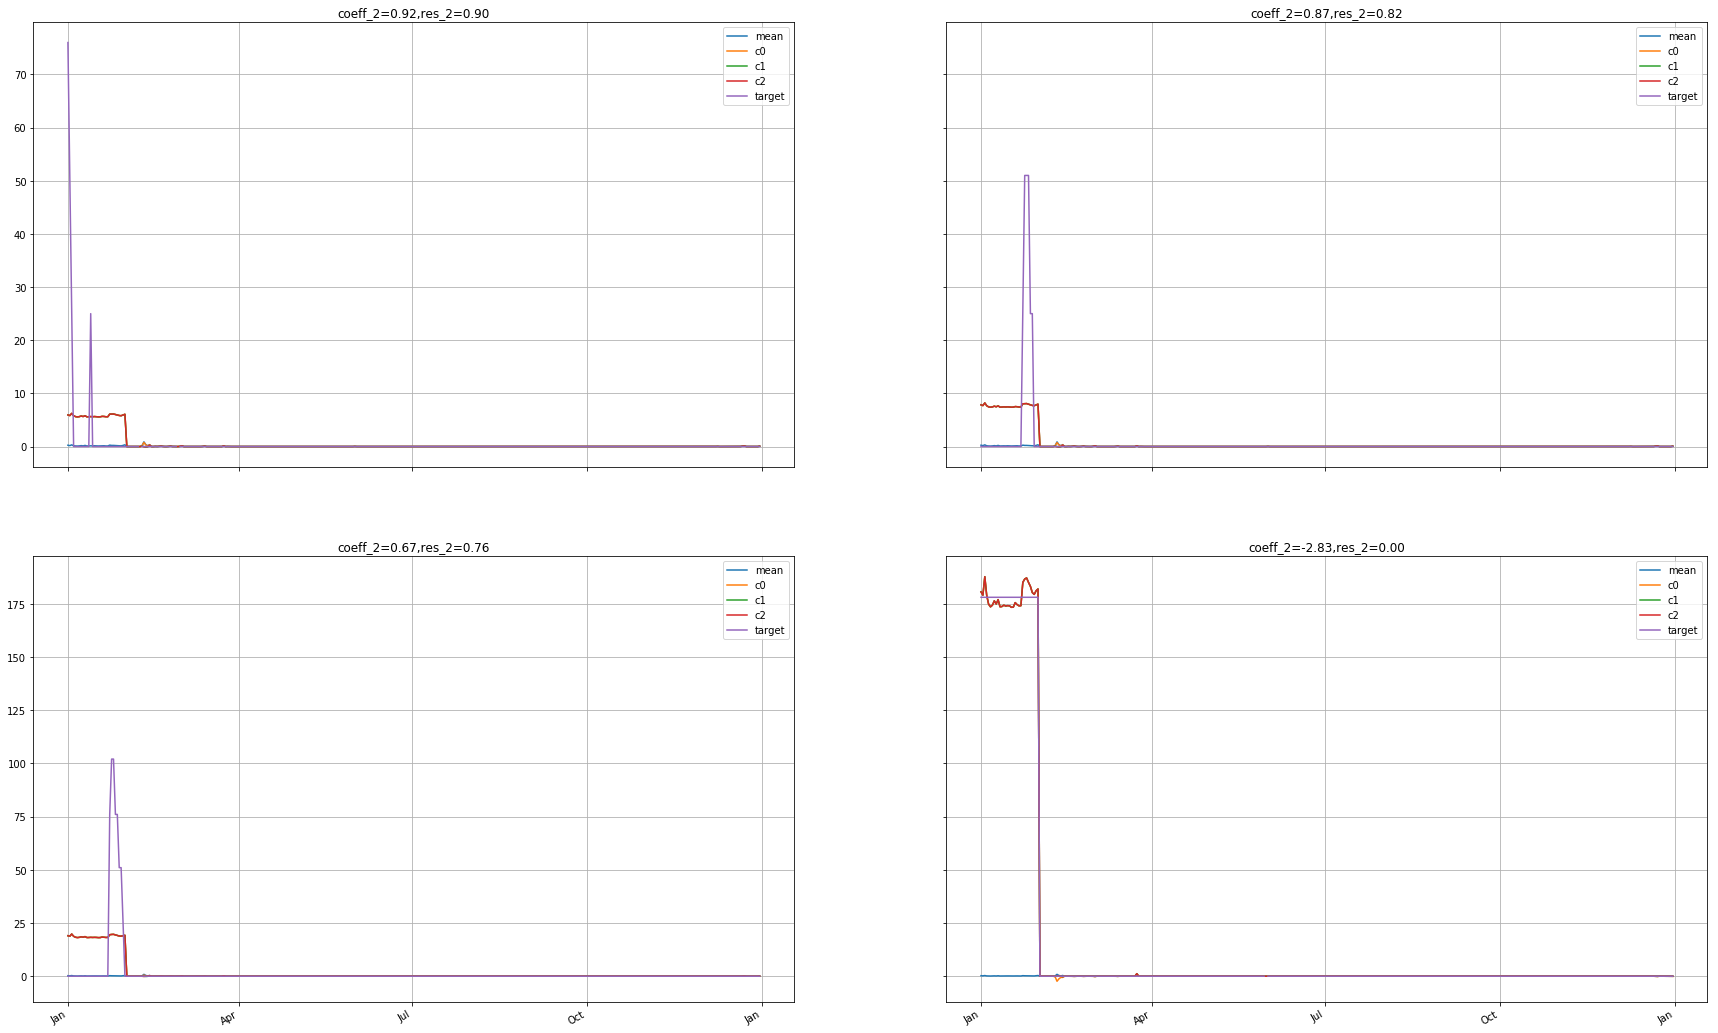 coeff_2=0.92,res_2=0.90
mean
c0
c1
c2
target
70
60
50
40
30
20
10
0
coeff_2=0.87,res_2=0.82
mean
c0
c1
c2
target
coeff_2=0.67,res_2=0.76
mean
c0
c1
c2
target
175
150
125
100
75
50
25
0
Jan
Apr
Jul
Oct
Jan
coeff_2=-2.83,res_2=0.00
mean
c0
c1
c2
target
Jan
Apr
Jul
Oct
Jan